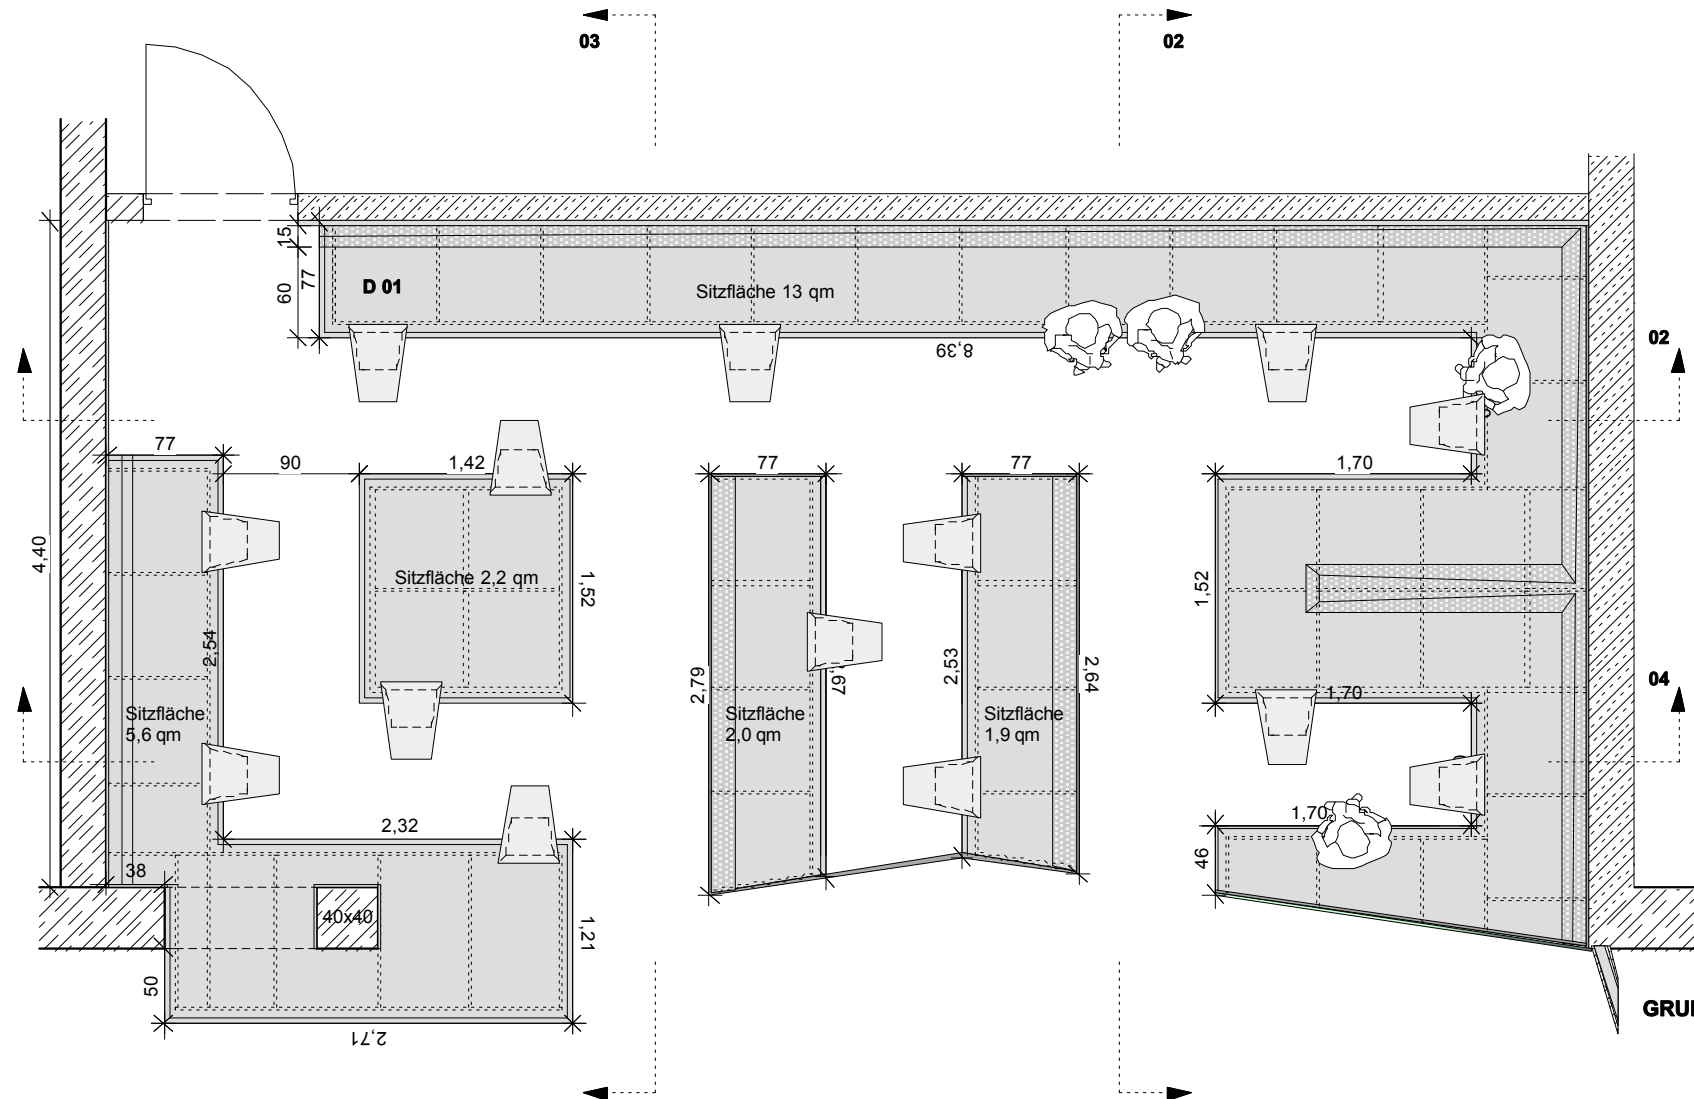 03
02
15
77
60
D 01
Sitzfläche 13 qm
8,39
02
77
90
1,42
77
77
1,70
4,40
Sitzfläche 2,2 qm
1,52
1,52
2,54
2,79
2,53
2,64
Sitzfläche
5,6 qm
Sitzfläche
2,0 qm
Sitzfläche
1,9 qm
1,70
04
2,32
1,70
46
38
40x40
1,21
50
2,71